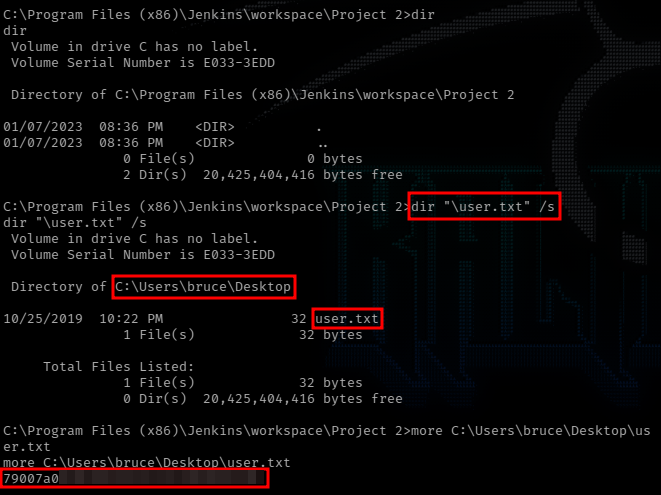 C:\Program Files (x86)\Jenkins\workspace\Project 2>dir
dir
 Volume in drive C has no label.
 Volume Serial Number is E033-3EDD

 Directory of C:\Program Files (x86)\Jenkins\workspace\Project 2

01/07/2023  08:36 PM    <DIR>          .
01/07/2023  08:36 PM    <DIR>          ..
               0 File(s)              0 bytes
               2 Dir(s)  20,425,404,416 bytes free

C:\Program Files (x86)\Jenkins\workspace\Project 2>dir "\user.txt" /s
dir "\user.txt" /s
 Volume in drive C has no label.
 Volume Serial Number is E033-3EDD

 Directory of C:\Users\bruce\Desktop

10/25/2019  10:22 PM                32 user.txt
               1 File(s)             32 bytes

     Total Files Listed:
               1 File(s)             32 bytes
               0 Dir(s)  20,425,404,416 bytes free

C:\Program Files (x86)\Jenkins\workspace\Project 2>more C:\Users\bruce\Desktop\us
er.txt
more C:\Users\bruce\Desktop\user.txt
79007a0